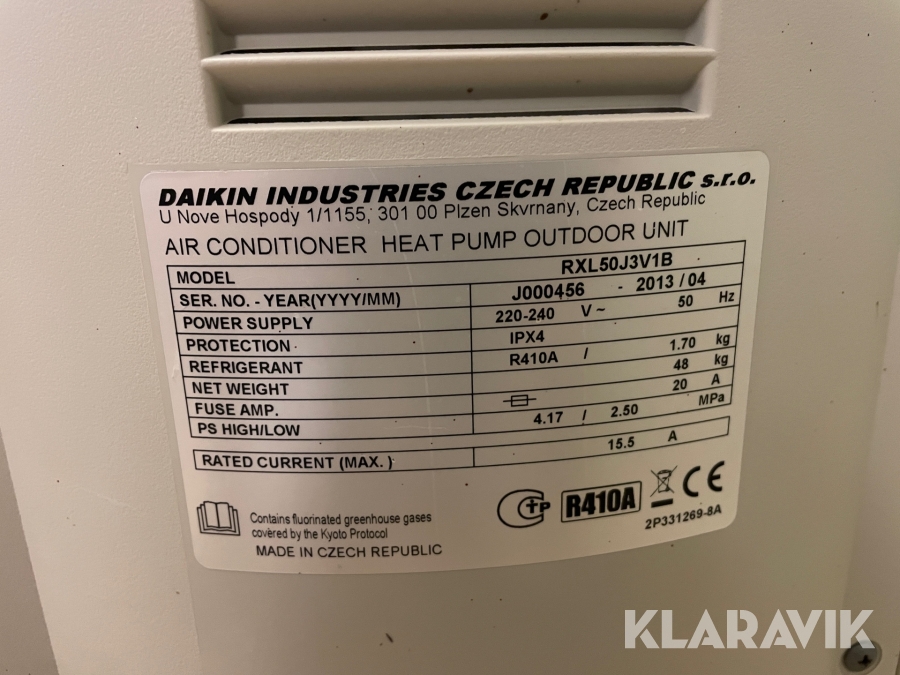 DAIKIN INDUSTRIES CZECH REPUBLIC s.r.o.
U Nove Hospody 1/1155, 301 00 Plzen Skvrnany, Czech Republic
AIR CONDITIONER HEAT PUMP OUTDOOR UNIT
MODEL RXL50J3V1B
SER. NO. - YEAR(YYYY/MM) J000456 - 2013 / 04
POWER SUPPLY 220-240 V ~ 50 Hz
PROTECTION IPX4
REFRIGERANT R410A / 1.70 kg
NET WEIGHT 48 kg
FUSE AMP. 20 A
PS HIGH/LOW 4.17 / 2.50 MPa
RATED CURRENT (MAX. ) 15.5 A
Contains fluorinated greenhouse gases
covered by the Kyoto Protocol
MADE IN CZECH REPUBLIC
R410A CE
2P331269-8A
KLARAVIK